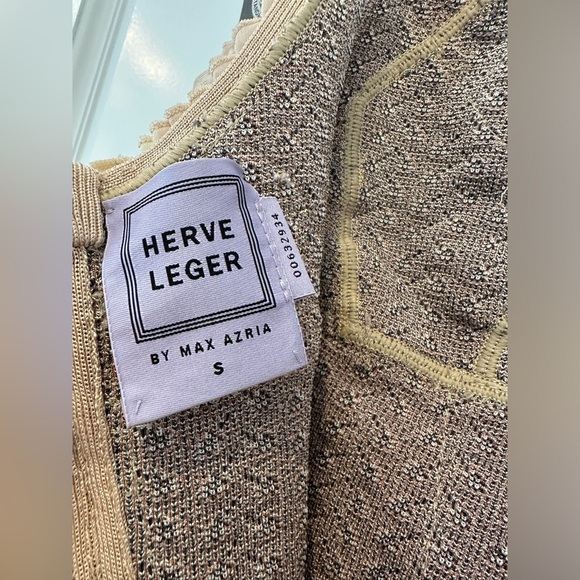 HERVE
LEGER
BY MAX AZRIA
S
00632934